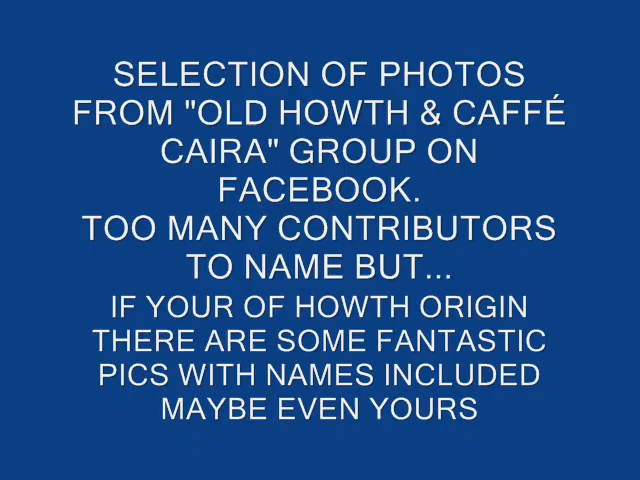 SELECTION OF PHOTOS
FROM "OLD HOWTH & CAFFÉ
CAIRA" GROUP ON
FACEBOOK.
TOO MANY CONTRIBUTORS
TO NAME BUT...
IF YOUR OF HOWTH ORIGIN
THERE ARE SOME FANTASTIC
PICS WITH NAMES INCLUDED
MAYBE EVEN YOURS